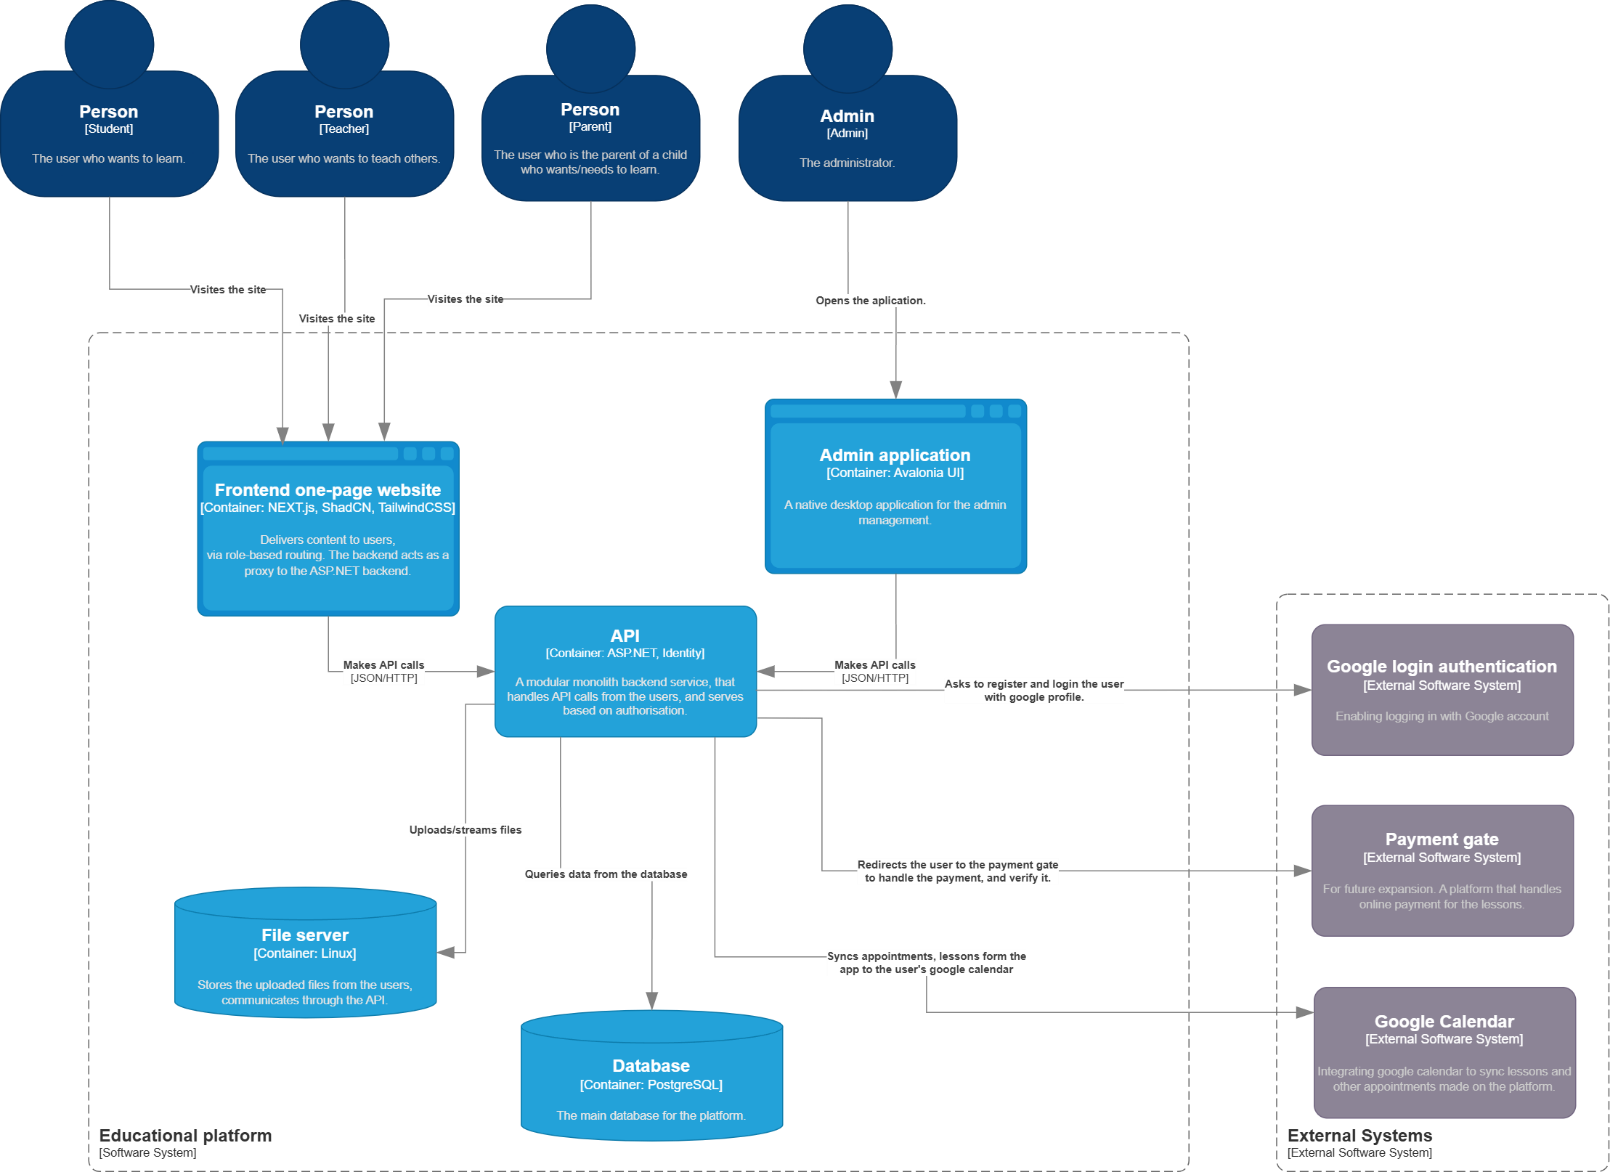 Person
[Student]
The user who wants to learn.
Person
[Teacher]
The user who wants to teach others.
Person
[Parent]
The user who is the parent of a child
who wants/needs to learn.
Admin
[Admin]
The administrator.
Visites the site
Visites the site
Visites the site
Opens the aplication.
Frontend one-page website
[Container: NEXT.js, ShadCN, TailwindCSS]
Delivers content to users,
via role-based routing. The backend acts as a
proxy to the ASP.NET backend.
Admin application
[Container: Avalonia UI]
A native desktop application for the admin
management.
API
[Container: ASP.NET, Identity]
A modular monolith backend service, that
handles API calls from the users, and serves
based on authorisation.
Makes API calls
[JSON/HTTP]
Makes API calls
[JSON/HTTP]
Asks to register and login the user
with google profile.
Google login authentication
[External Software System]
Enabling logging in with Google account
Uploads/streams files
Queries data from the database
Redirects the user to the payment gate
to handle the payment, and verify it.
Payment gate
[External Software System]
For future expansion. A platform that handles
online payment for the lessons.
File server
[Container: Linux]
Stores the uploaded files from the users,
communicates through the API.
Syncs appointments, lessons form the
app to the user's google calendar
Google Calendar
[External Software System]
Integrating google calendar to sync lessons and
other appointments made on the platform.
Database
[Container: PostgreSQL]
The main database for the platform.
Educational platform
[Software System]
External Systems
[External Software System]